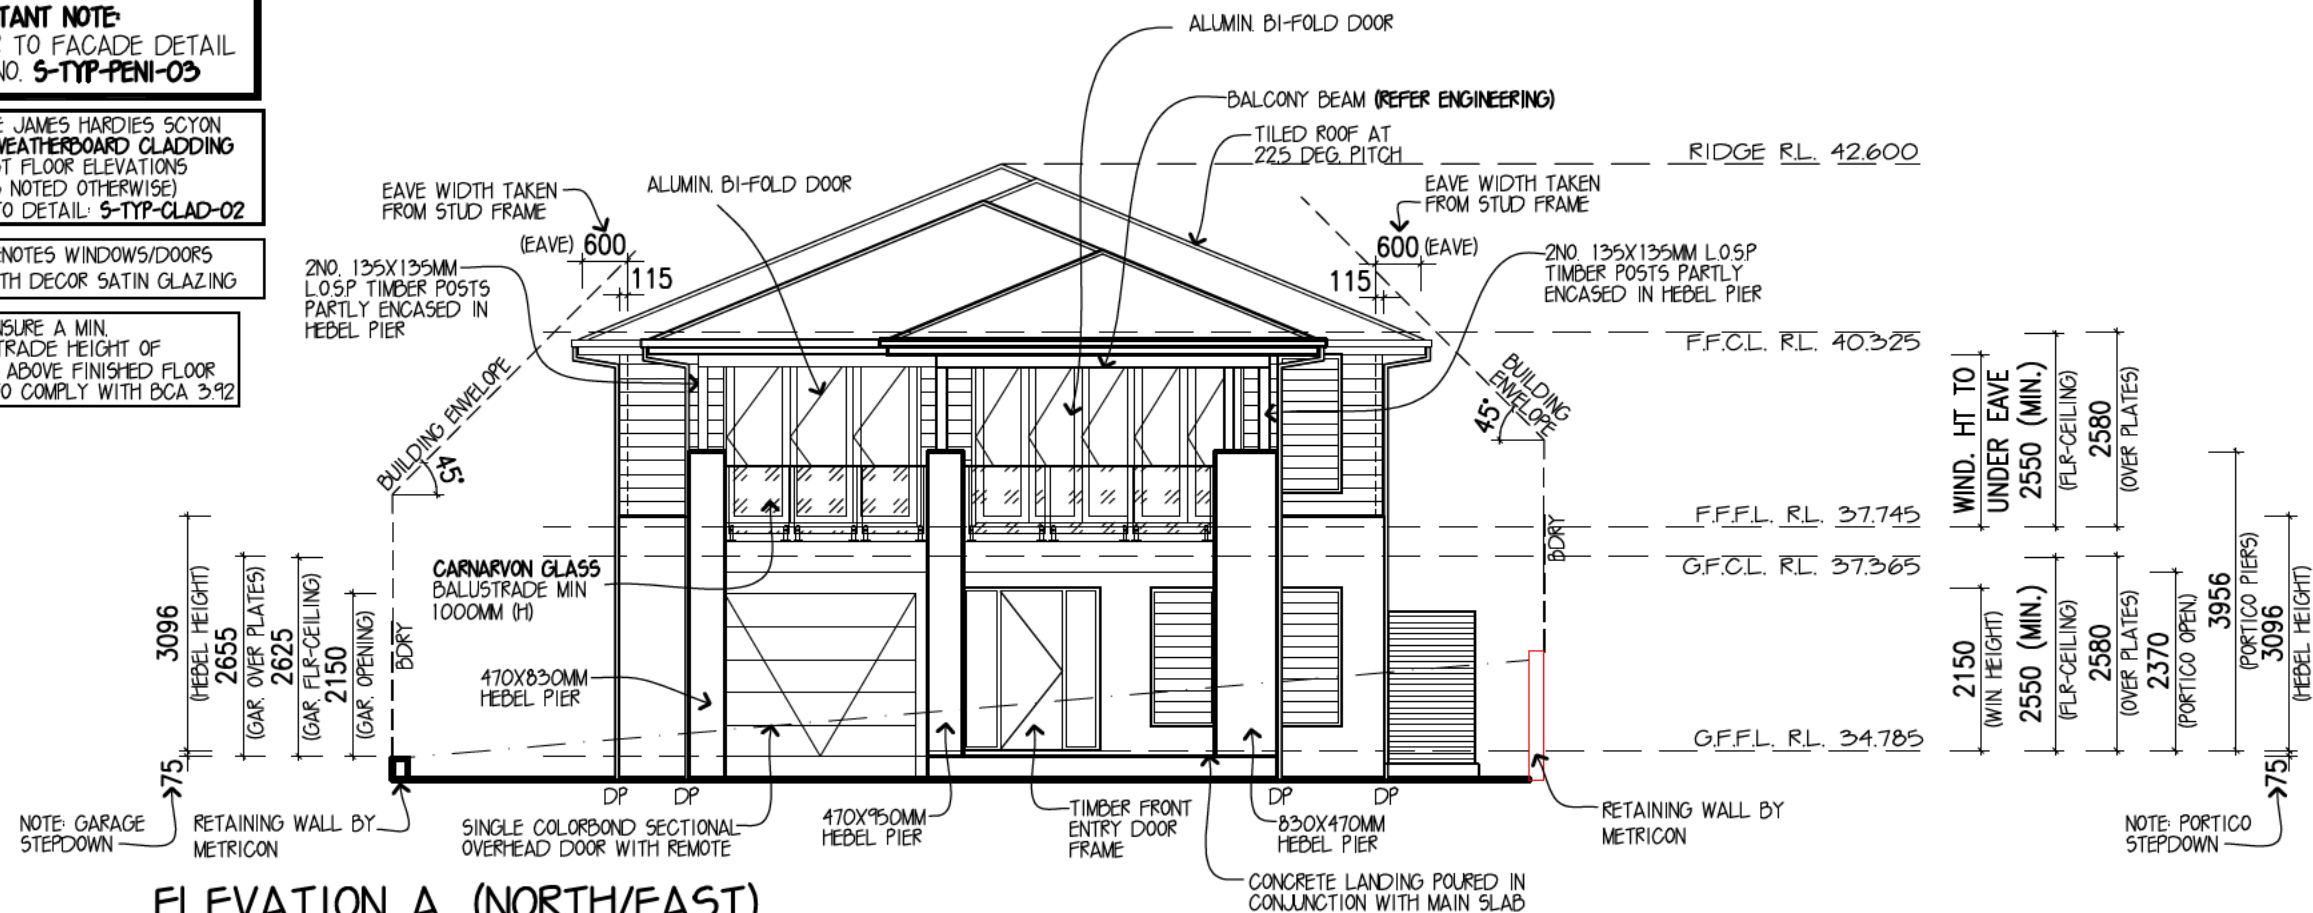 TANT NOTE:
TO FACADE DETAIL
NO. S-TYP-PENI-03
JAMES HARDIES SCYON
WEATHERBOARD CLADDING
FLOOR ELEVATIONS
NOTED OTHERWISE)
TO DETAIL: S-TYP-CLAD-02
NOTES WINDOWS/DOORS
TH DECOR SATIN GLAZING
NSURE A MIN.
TRADE HEIGHT OF
ABOVE FINISHED FLOOR
TO COMPLY WITH BCA 3.92
ALUMIN. BI-FOLD DOOR
BALCONY BEAM (REFER ENGINEERING)
TILED ROOF AT
22.5 DEG. PITCH
RIDGE R.L. 42.600
EAVE WIDTH TAKEN
FROM STUD FRAME
(EAVE) 600
115
ALUMIN. BI-FOLD DOOR
EAVE WIDTH TAKEN
FROM STUD FRAME
600 (EAVE)
115
2NO. 135X135MM
L.O.S.P TIMBER POSTS
PARTLY ENCASED IN
HEBEL PIER
2NO. 135X135MM L.O.S.P
TIMBER POSTS PARTLY
ENCASED IN HEBEL PIER
F.F.C.L. R.L. 40.325
BUILDING ENVELOPE
45°
BUILDING
ENVELOPE
45°
F.F.F.L. R.L. 37.745
G.F.C.L. R.L. 37.365
G.F.F.L. R.L. 34.785
BDRY
BDRY
WIND. HT TO
UNDER EAVE
2550 (MIN.)
(FLR-CEILING)
2580
(OVER PLATES)
3096
(HEBEL HEIGHT)
2655
(GAR. OVER PLATES)
2625
(GAR. FLR-CEILING)
2150
(GAR. OPENING)
75
CARNARVON GLASS
BALUSTRADE MIN
1000MM (H)
470X830MM
HEBEL PIER
2150
(WIN. HEIGHT)
2550 (MIN.)
(FLR-CEILING)
2580
(OVER PLATES)
2370
(PORTICO OPEN.)
3956
(PORTICO PIERS)
3096
(HEBEL HEIGHT)
75
DP
DP
DP
DP
NOTE: GARAGE
STEPDOWN
RETAINING WALL BY
METRICON
SINGLE COLORBOND SECTIONAL
OVERHEAD DOOR WITH REMOTE
470X950MM
HEBEL PIER
TIMBER FRONT
ENTRY DOOR
FRAME
830X470MM
HEBEL PIER
RETAINING WALL BY
METRICON
NOTE: PORTICO
STEPDOWN
CONCRETE LANDING POURED IN
CONJUNCTION WITH MAIN SLAB
ELEVATION A (NORTH/EAST)